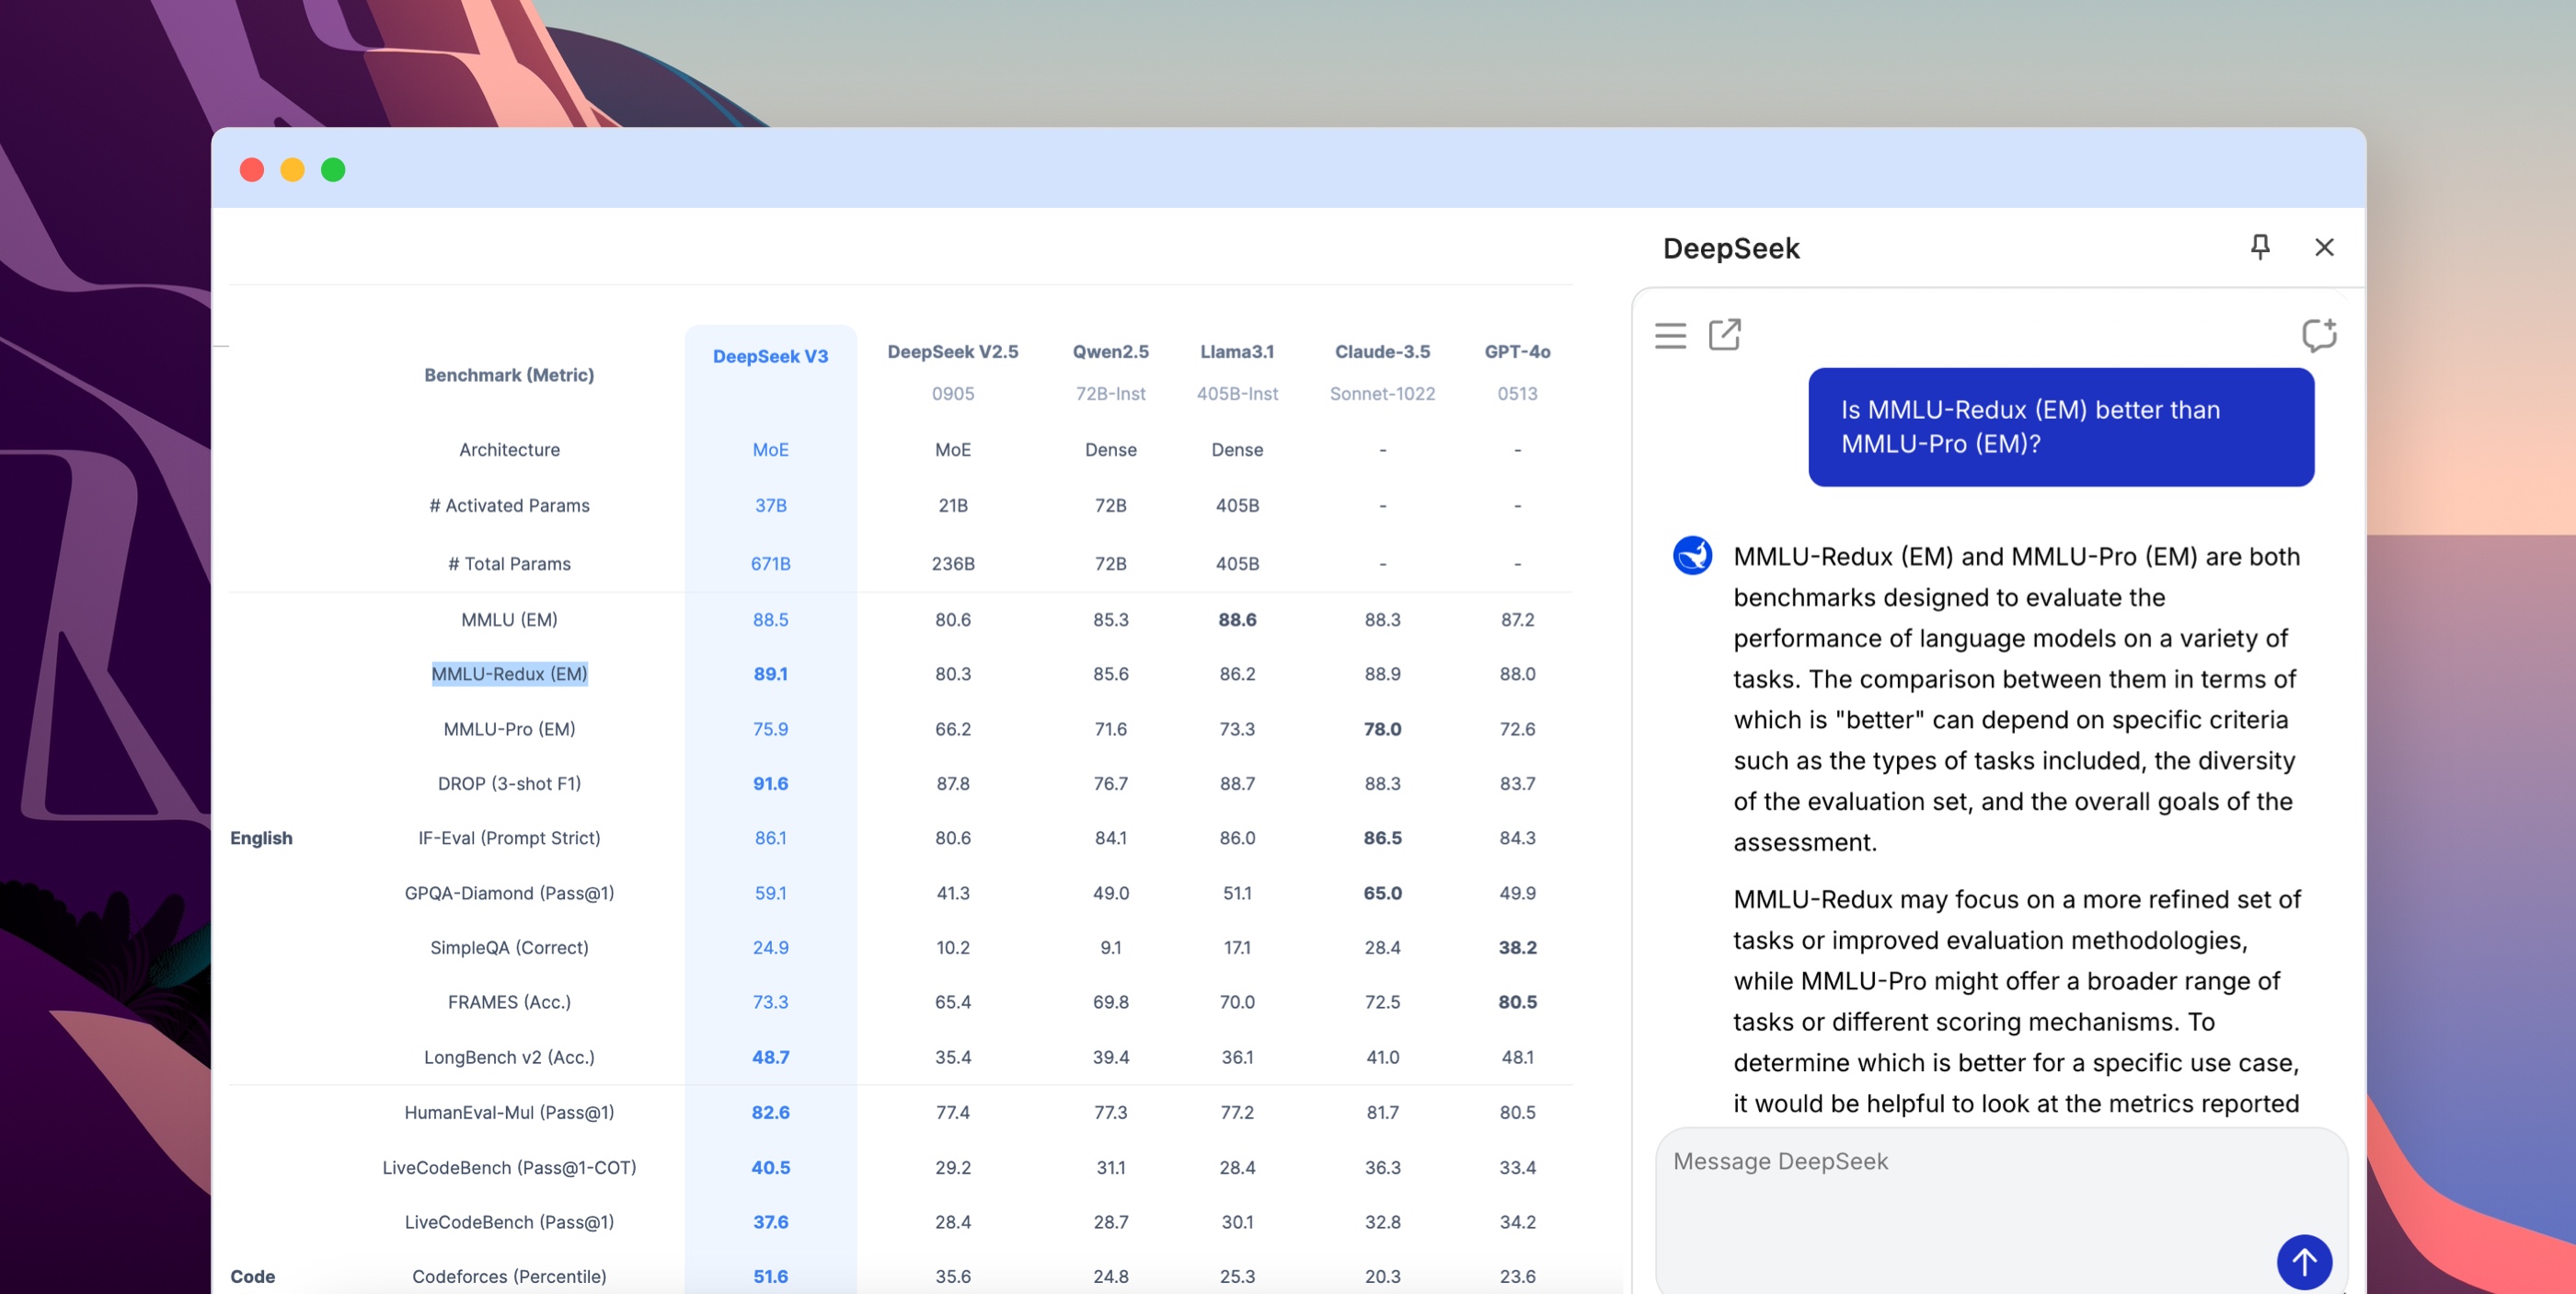 DeepSeek V3 DeepSeek V2.5 Qwen2.5 Llama3.1 Claude-3.5 GPT-4o
Benchmark (Metric)
0905 72B-Inst 405B-Inst Sonnet-1022 0513
Architecture MoE MoE Dense Dense - -
# Activated Params 37B 21B 72B 405B - -
# Total Params 671B 236B 72B 405B - -
MMLU (EM) 88.5 80.6 85.3 88.6 88.3 87.2
MMLU-Redux (EM) 89.1 80.3 85.6 86.2 88.9 88.0
MMLU-Pro (EM) 75.9 66.2 71.6 73.3 78.0 72.6
DROP (3-shot F1) 91.6 87.8 76.7 88.7 88.3 83.7
English IF-Eval (Prompt Strict) 86.1 80.6 84.1 86.0 86.5 84.3
GPQA-Diamond (Pass@1) 59.1 41.3 49.0 51.1 65.0 49.9
SimpleQA (Correct) 24.9 10.2 9.1 17.1 28.4 38.2
FRAMES (Acc.) 73.3 65.4 69.8 70.0 72.5 80.5
LongBench v2 (Acc.) 48.7 35.4 39.4 36.1 41.0 48.1
HumanEval-Mul (Pass@1) 82.6 77.4 77.3 77.2 81.7 80.5
LiveCodeBench (Pass@1-COT) 40.5 29.2 31.1 28.4 36.3 33.4
LiveCodeBench (Pass@1) 37.6 28.4 28.7 30.1 32.8 34.2
Code Codeforces (Percentile) 51.6 35.6 24.8 25.3 20.3 23.6
DeepSeek
Is MMLU-Redux (EM) better than
MMLU-Pro (EM)?
MMLU-Redux (EM) and MMLU-Pro (EM) are both
benchmarks designed to evaluate the
performance of language models on a variety of
tasks. The comparison between them in terms of
which is "better" can depend on specific criteria
such as the types of tasks included, the diversity
of the evaluation set, and the overall goals of the
assessment.
MMLU-Redux may focus on a more refined set of
tasks or improved evaluation methodologies,
while MMLU-Pro might offer a broader range of
tasks or different scoring mechanisms. To
determine which is better for a specific use case,
it would be helpful to look at the metrics reported
Message DeepSeek